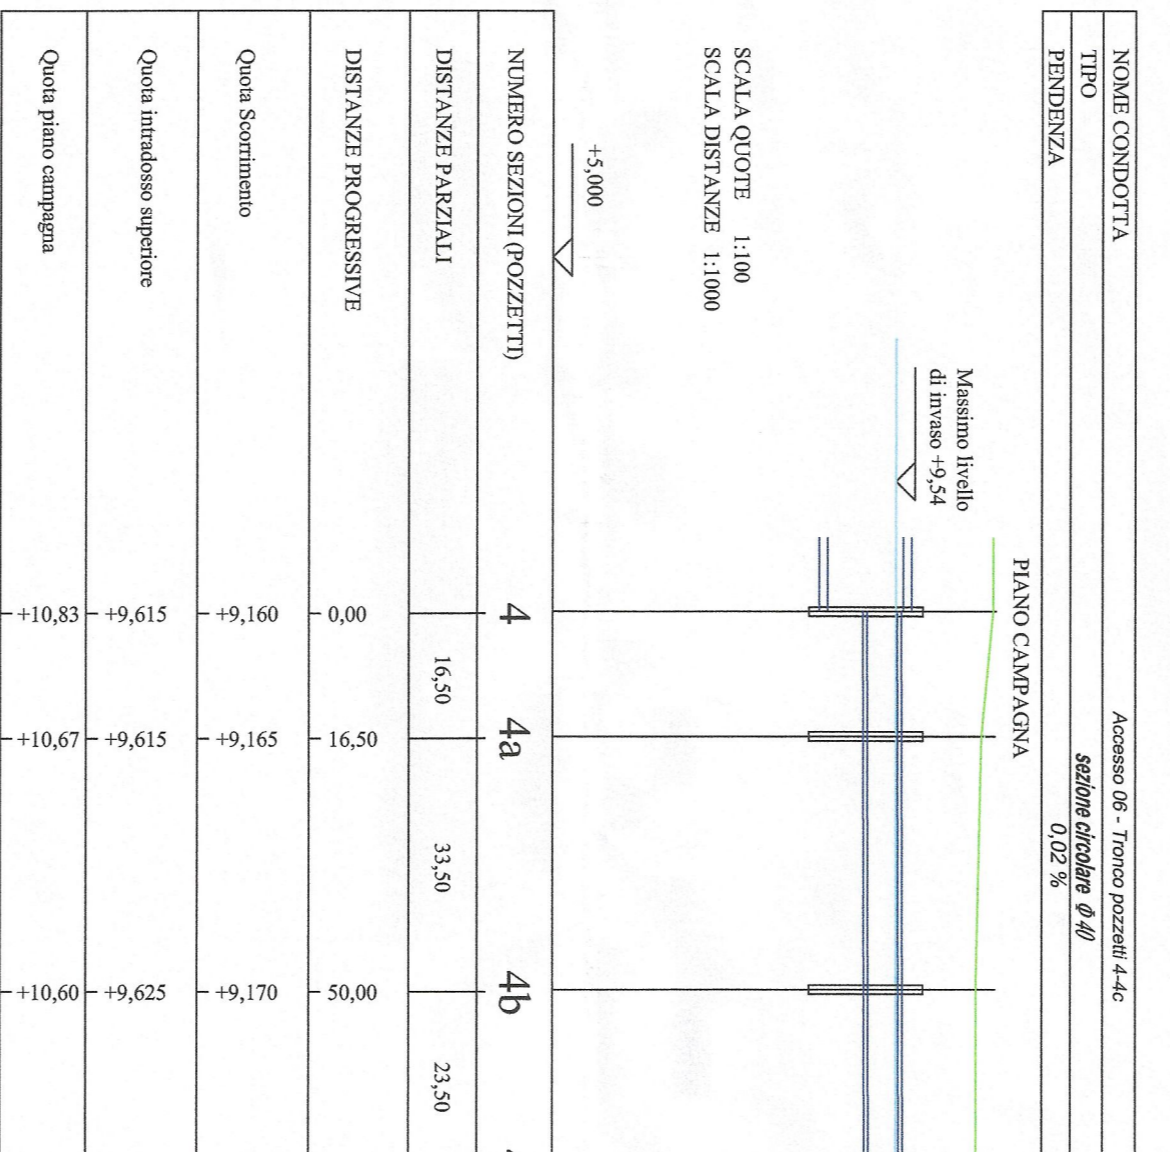 NOME CONDOTTA Accesso 06 - Tronco pozzetti 4-4c
TIPO sezione circolare Φ 40
PENDENZA 0,02 %
PIANO CAMPAGNA
Massimo livello
di invaso +9,54
SCALA QUOTE 1:100
SCALA DISTANZE 1:1000
+5,000
NUMERO SEZIONI (POZZETTI) 4 4a 4b
DISTANZE PARZIALI 16,50 33,50 23,50
DISTANZE PROGRESSIVE 0,00 16,50 50,00
Quota Scorrimento +9,160 +9,165 +9,170
Quota intradosso superiore +9,615 +9,615 +9,625
Quota piano campagna +10,83 +10,67 +10,60